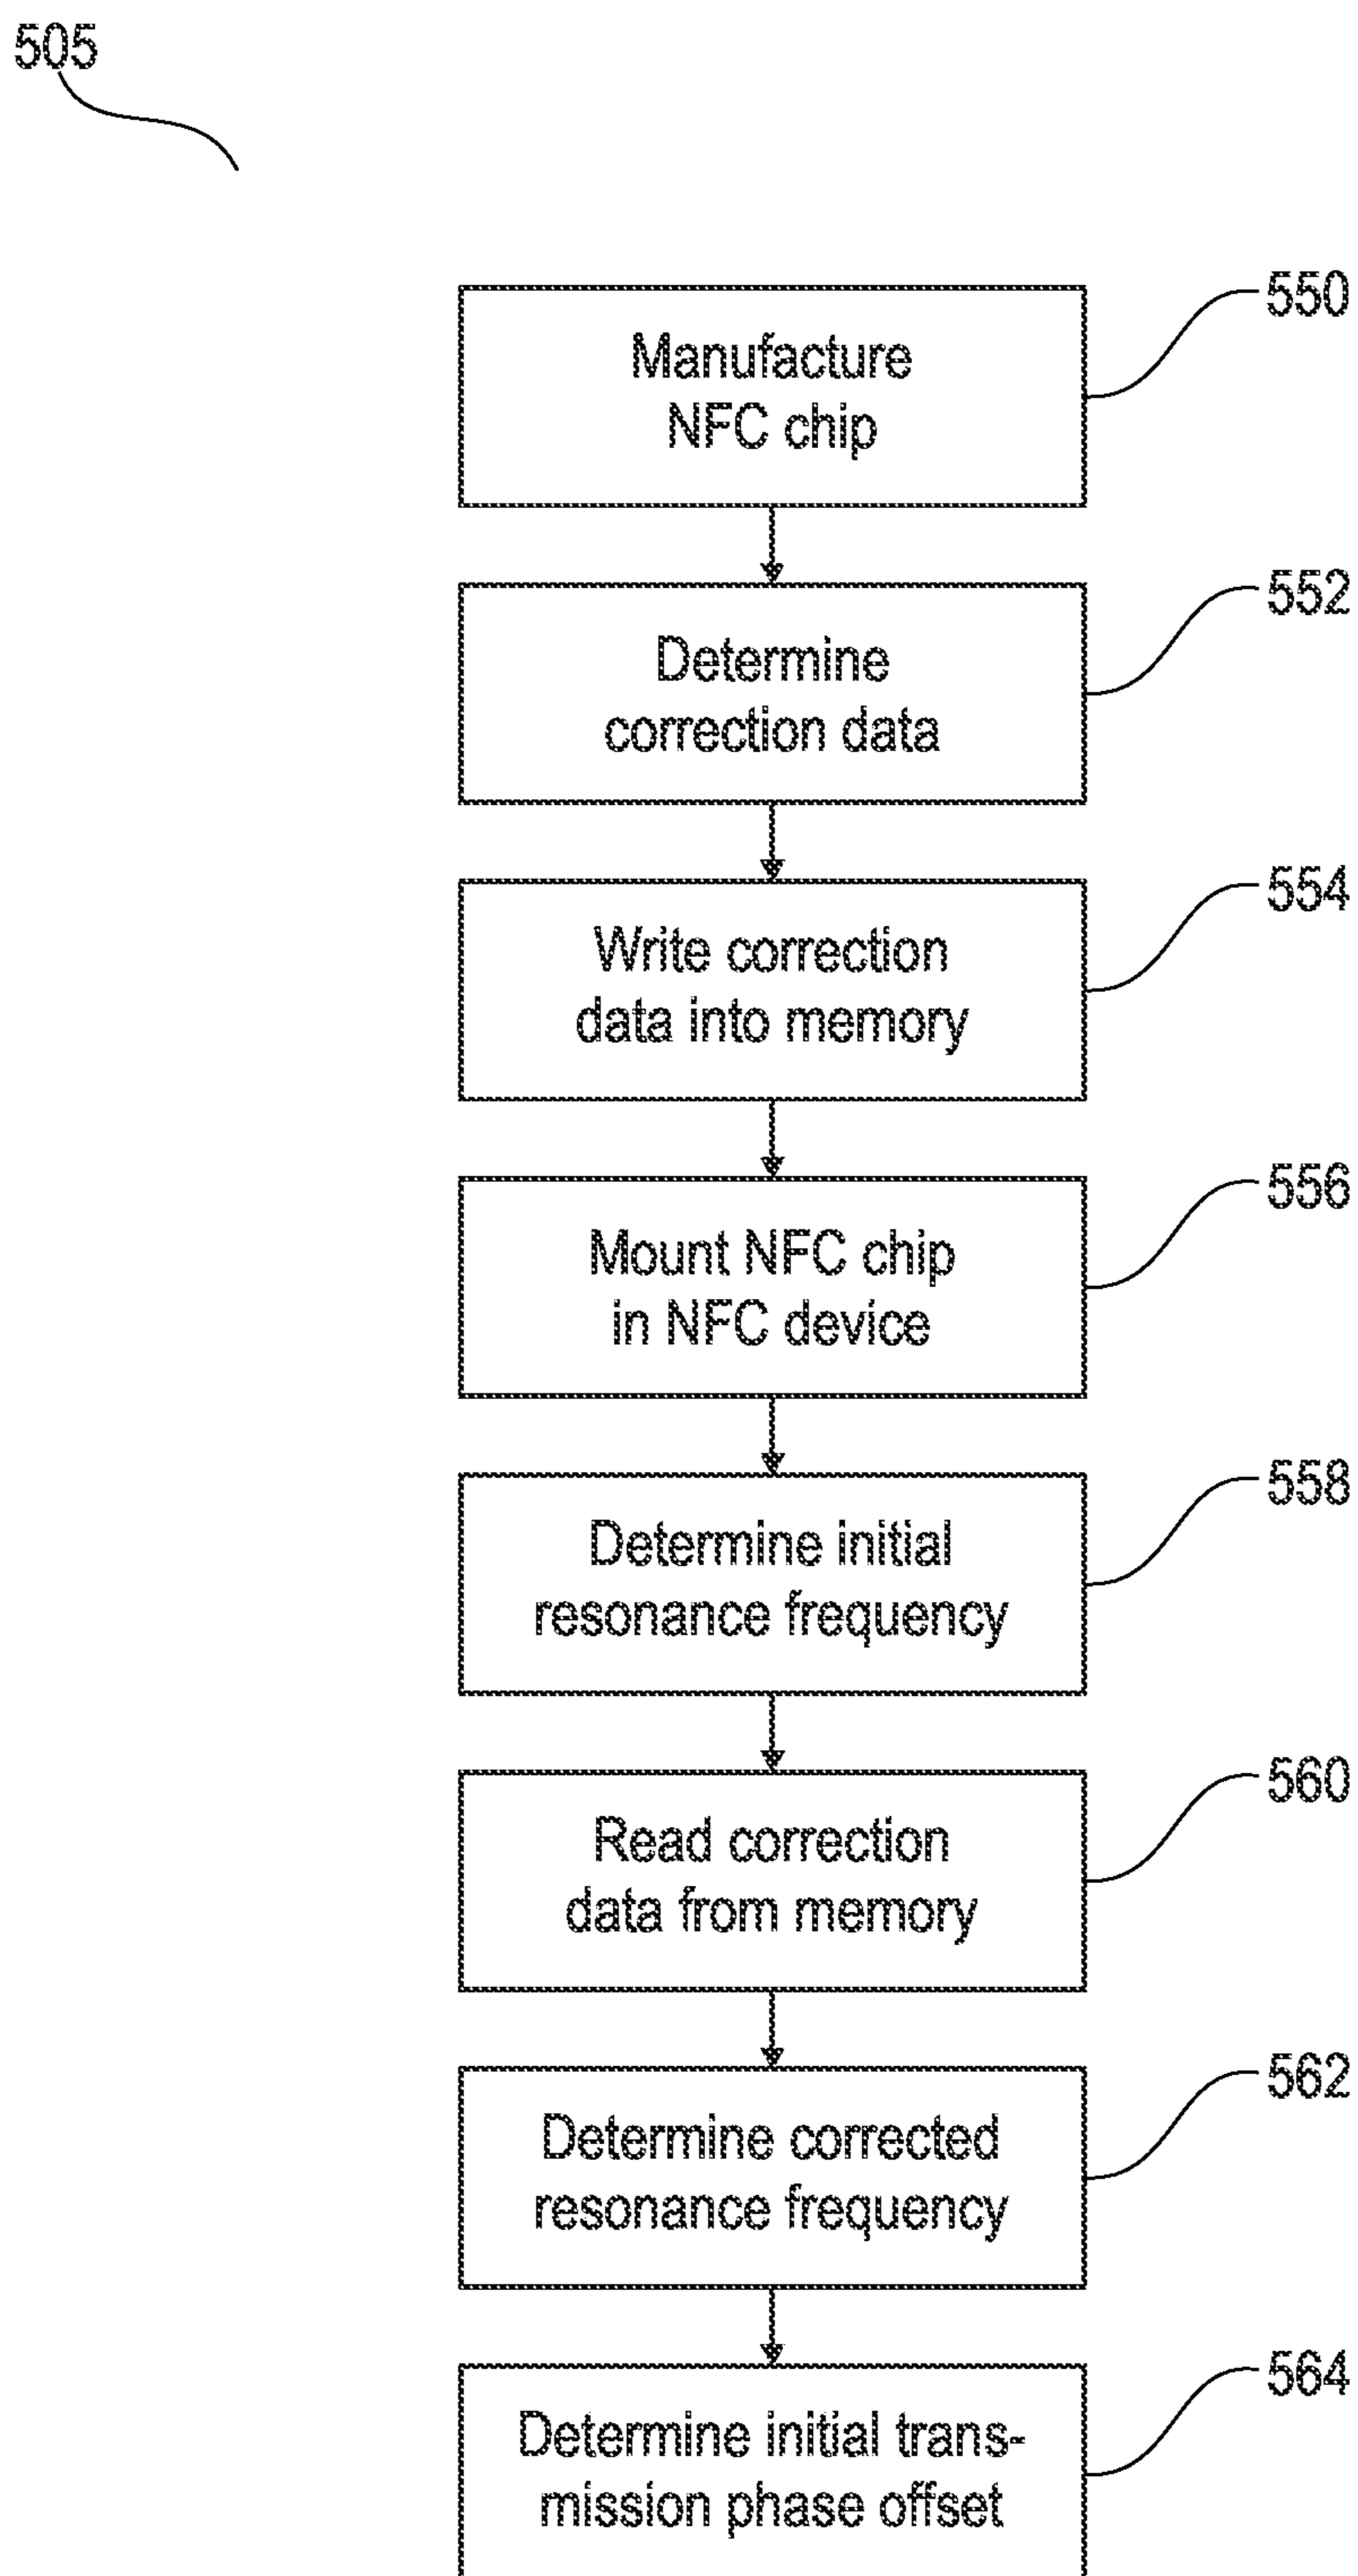 505
550
Manufacture
NFC chip
552
Determine
correction data
554
Write correction
data into memory
556
Mount NFC chip
in NFC device
558
Determine initial
resonance frequency
560
Read correction
data from memory
562
Determine corrected
resonance frequency
564
Determine initial trans-
mission phase offset